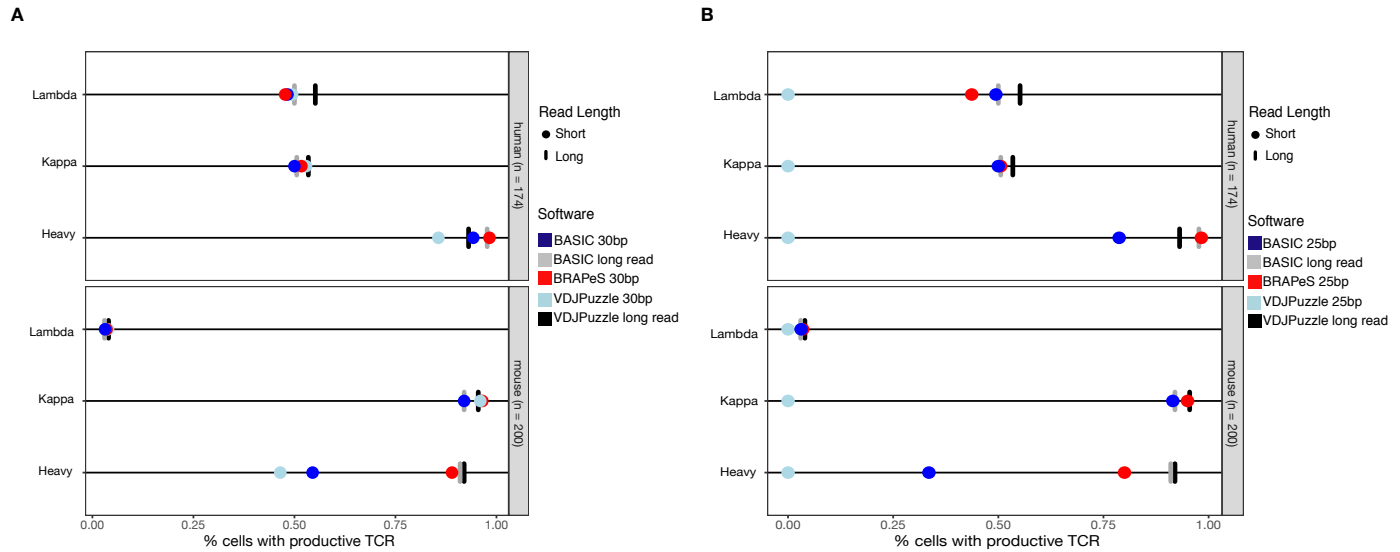 A
Lambda
Kappa
Heavy
human (n = 174)
Lambda
Kappa
Heavy
mouse (n = 200)
0.00 0.25 0.50 0.75 1.00
% cells with productive TCR
Read Length
Short
Long
Software
BASIC 30bp
BASIC long read
BRAPeS 30bp
VDJPuzzle 30bp
VDJPuzzle long read
B
Lambda
Kappa
Heavy
human (n = 174)
Lambda
Kappa
Heavy
mouse (n = 200)
0.00 0.25 0.50 0.75 1.00
% cells with productive TCR
Read Length
Short
Long
Software
BASIC 25bp
BASIC long read
BRAPeS 25bp
VDJPuzzle 25bp
VDJPuzzle long read